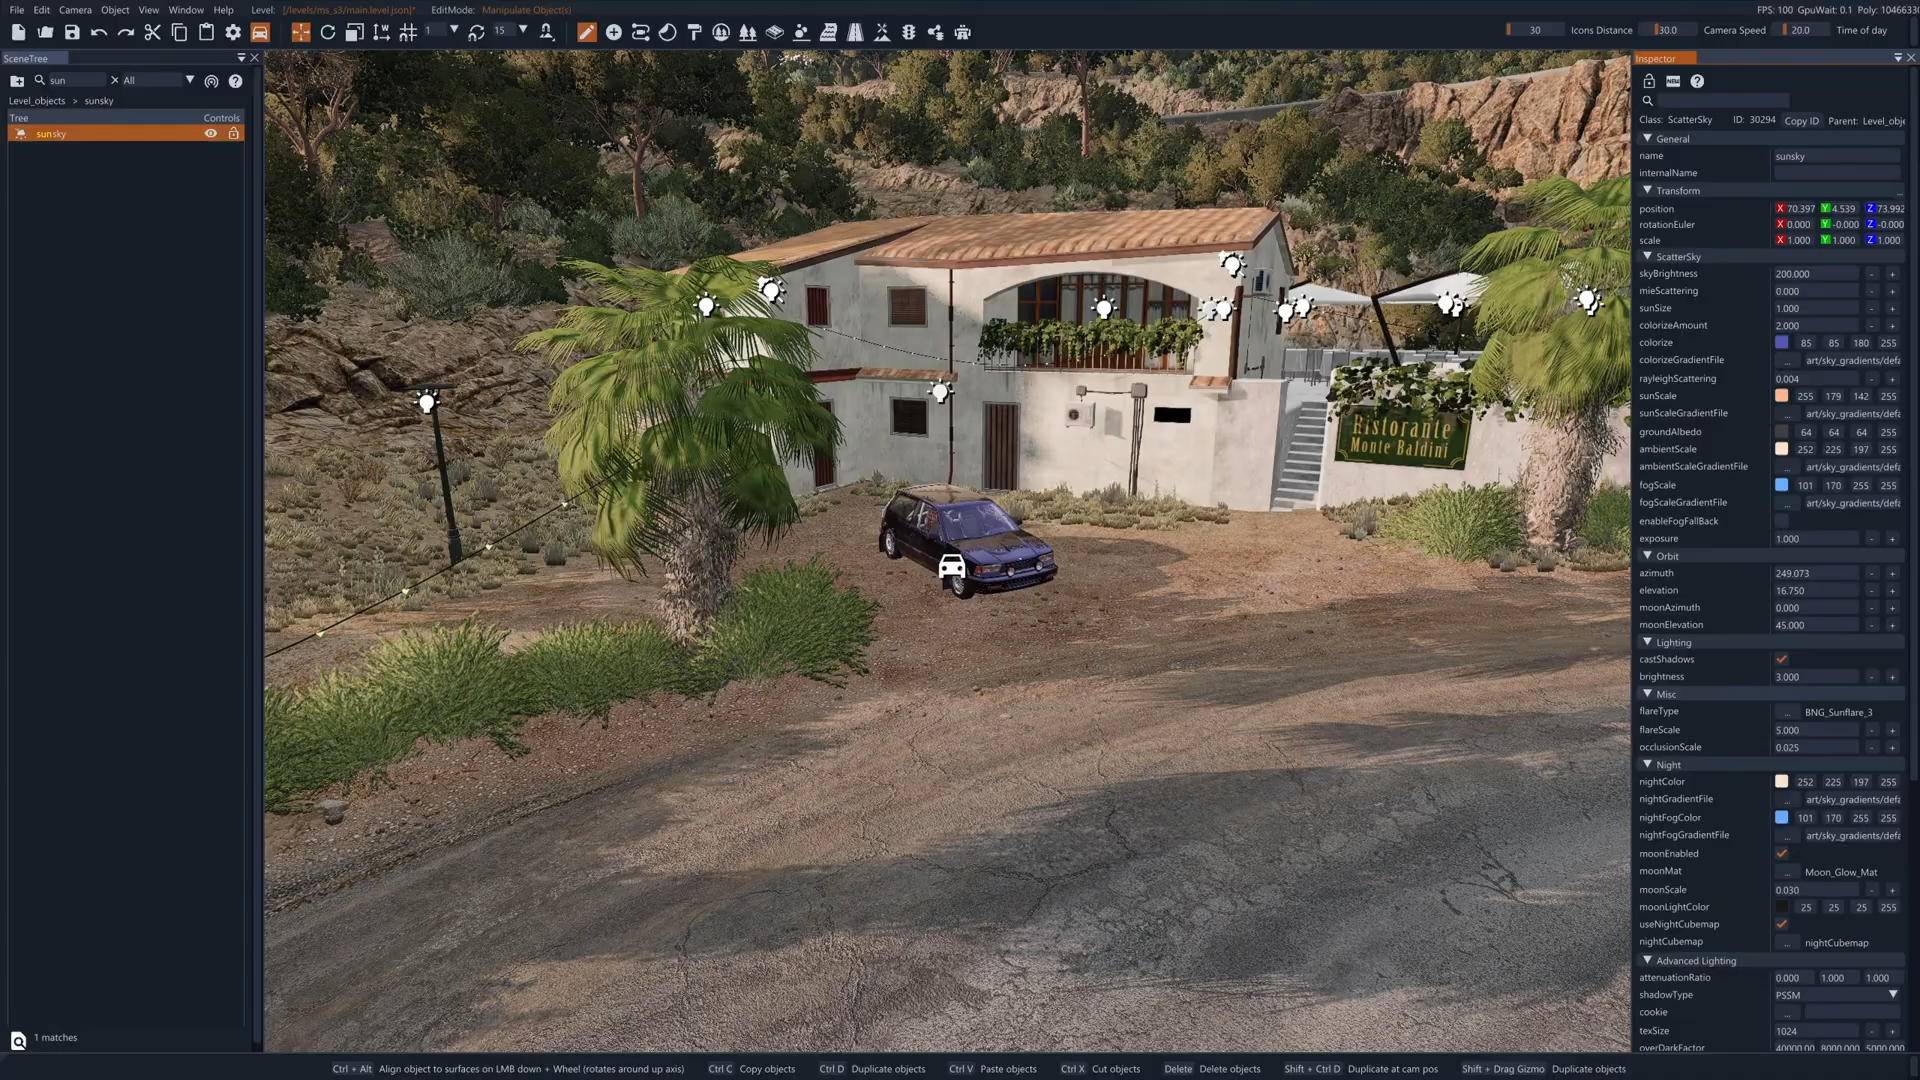 File Edit Camera Object View Window Help Level: [/levels/ms_s3/main.level.json]* EditMode: Manipulate Object(s) FPS: 100 GpuWait: 0.1 Poly: 1046633
1 15 30 Icons Distance 30.0 Camera Speed 20.0 Time of day
SceneTree
sun All
Level_objects > sunsky
Tree Controls
sunsky
1 matches
Ristorante
Monte Baldini
Inspector
NEW
Class: ScatterSky ID: 30294 Copy ID Parent: Level_obje
General
name sunsky
internalName
Transform ...
position X 70.397 Y 4.539 Z 73.992
rotationEuler X 0.000 Y -0.000 Z -0.000
scale X 1.000 Y 1.000 Z 1.000
ScatterSky
skyBrightness 200.000 - +
mieScattering 0.000 - +
sunSize 1.000 - +
colorizeAmount 2.000 - +
colorize 85 85 180 255
colorizeGradientFile ... art/sky_gradients/defa
rayleighScattering 0.004 - +
sunScale 255 179 142 255
sunScaleGradientFile ... art/sky_gradients/defa
groundAlbedo 64 64 64 255
ambientScale 252 225 197 255
ambientScaleGradientFile ... art/sky_gradients/defa
fogScale 101 170 255 255
fogScaleGradientFile ... art/sky_gradients/defa
enableFogFallBack
exposure 1.000 - +
Orbit
azimuth 249.073 - +
elevation 16.750 - +
moonAzimuth 0.000 - +
moonElevation 45.000 - +
Lighting
castShadows
brightness 3.000 - +
Misc
flareType ... BNG_Sunflare_3
flareScale 5.000 - +
occlusionScale 0.025 - +
Night
nightColor 252 225 197 255
nightGradientFile ... art/sky_gradients/defa
nightFogColor 101 170 255 255
nightFogGradientFile ... art/sky_gradients/defa
moonEnabled
moonMat ... Moon_Glow_Mat
moonScale 0.030 - +
moonLightColor 25 25 25 255
useNightCubemap
nightCubemap ... nightCubemap
Advanced Lighting
attenuationRatio 0.000 1.000 1.000
shadowType PSSM
cookie ...
texSize 1024 - +
overDarkFactor 40000.00 8000.000 5000.000
Ctrl + Alt Align object to surfaces on LMB down + Wheel (rotates around up axis) Ctrl C Copy objects Ctrl D Duplicate objects Ctrl V Paste objects Ctrl X Cut objects Delete Delete objects Shift + Ctrl D Duplicate at cam pos Shift + Drag Gizmo Duplicate objects